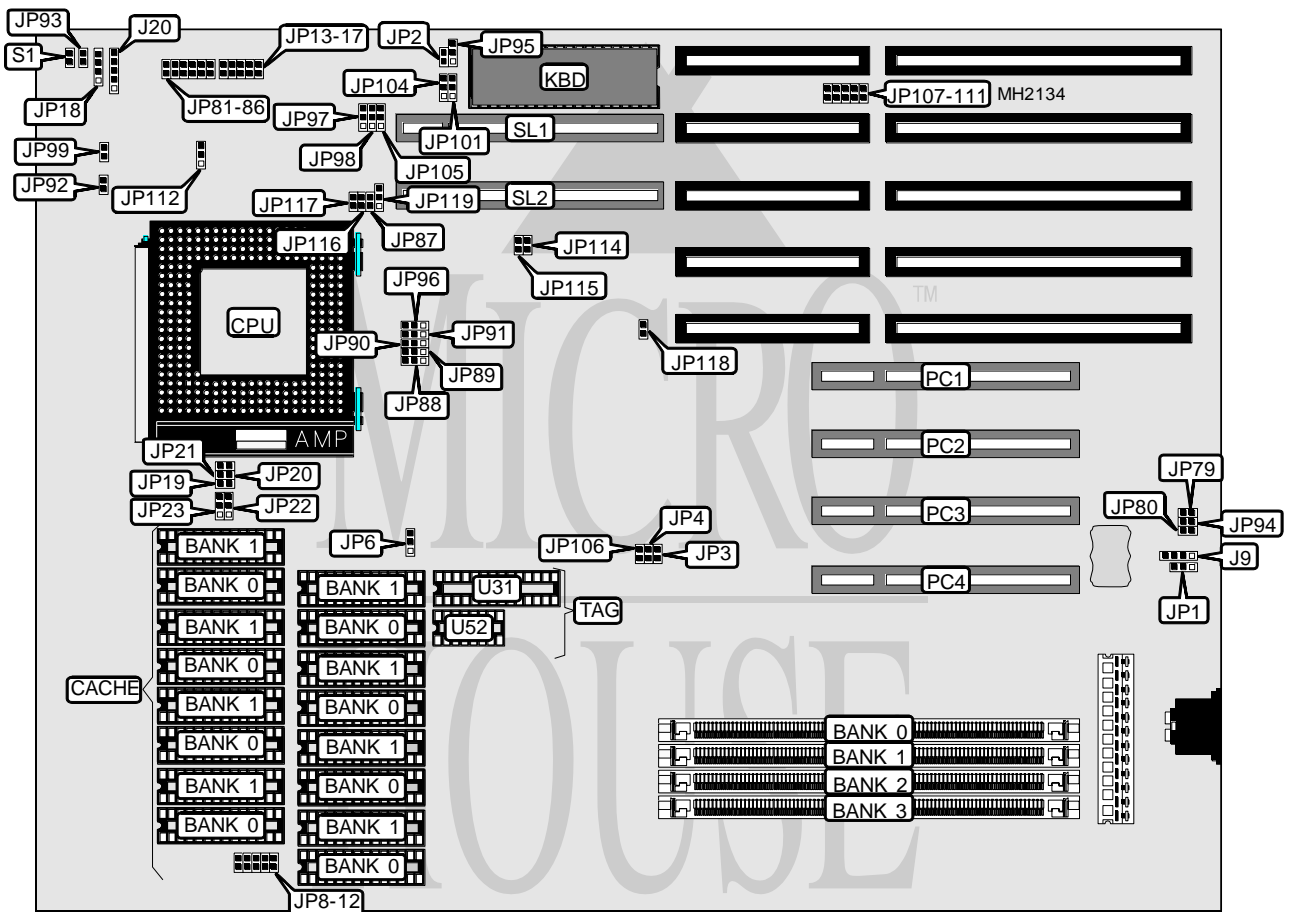 JP93
J20
JP13-17
JP2
JP95
S1
KBD
JP104
JP107-111 MH2134
JP18
JP81-86
JP97
JP101
SL1
JP98
JP105
JP99
JP92
JP112
JP117
JP119
SL2
JP116
JP87
JP114
JP115
JP96
TM
CPU
JP90
JP91
JP118
JP89
PC1
JP88
AMP
JP21
JP20
PC2
JP19
JP79
JP23
JP22
JP80
JP94
PC3
JP4
JP6
JP106
JP3
J9
BANK 1
BANK 0
BANK 1
U31
PC4
TAG
JP1
BANK 1
BANK 0
U52
BANK 0
BANK 1
CACHE
BANK 1
BANK 0
BANK 0
BANK 1
BANK 0
BANK 1
BANK 1
BANK 0
BANK 2
BANK 0
BANK 1
BANK 3
BANK 0
JP8-12
MICRO
HOUSE